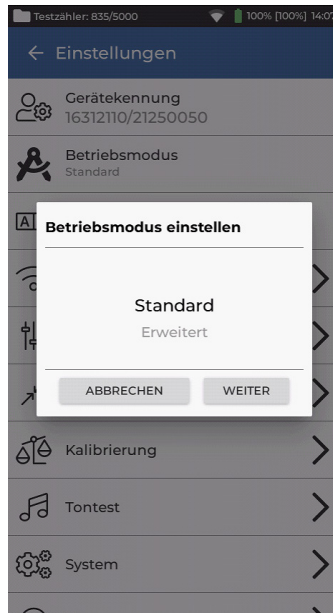 Testzähler: 835/5000 100% [100%] 14:07
Einstellungen
Gerätekennung
16312110/21250050
Betriebsmodus
Standard
A
Betriebsmodus einstellen
Standard
Erweitert
ABBRECHEN WEITER
Kalibrierung
Tontest
System